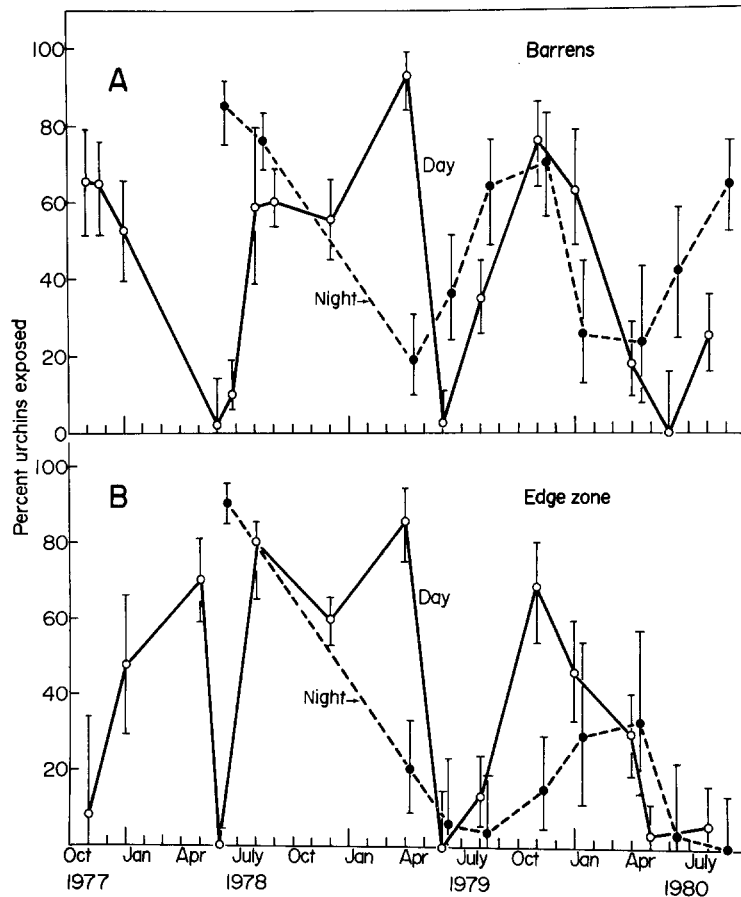 Percent urchins exposed
100
80
60
40
20
0
A
Barrens
Day
Night
100
80
60
40
20
B
Edge zone
Day
Night
Oct Jan Apr July Oct Jan Apr July Oct Jan Apr July
1977 1978 1979 1980